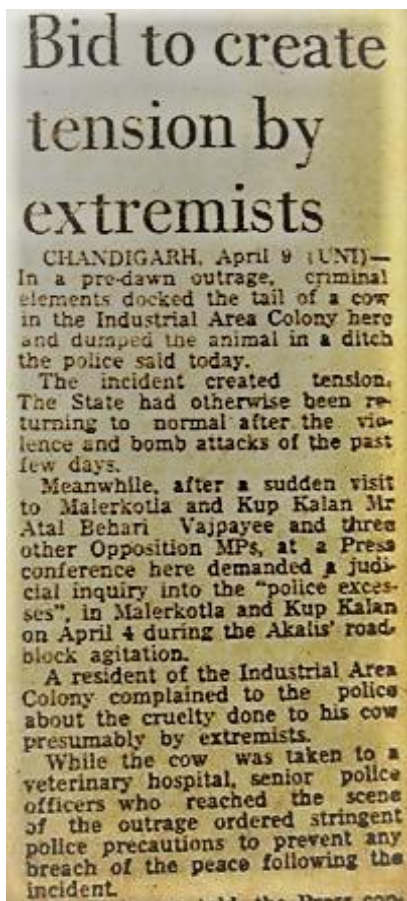 Bid to create
tension by
extremists
CHANDIGARH, April 9 (UNI)—
In a pre-dawn outrage, criminal
elements docked the tail of a cow
in the Industrial Area Colony here
and dumped the animal in a ditch
the police said today.
The incident created tension.
The State had otherwise been re-
turning to normal after the vio-
lence and bomb attacks of the past
few days.
Meanwhile, after a sudden visit
to Malerkotla and Kup Kalan Mr
Atal Behari Vajpayee and three
other Opposition MPs, at a Press
conference here demanded a judi-
cial inquiry into the "police exces-
ses", in Malerkotla and Kup Kalan
on April 4 during the Akalis' road-
block agitation.
A resident of the Industrial Area
Colony complained to the police
about the cruelty done to his cow
presumably by extremists.
While the cow was taken to a
veterinary hospital, senior police
officers who reached the scene
of the outrage ordered stringent
police precautions to prevent any
breach of the peace following the
incident.
the Press con-